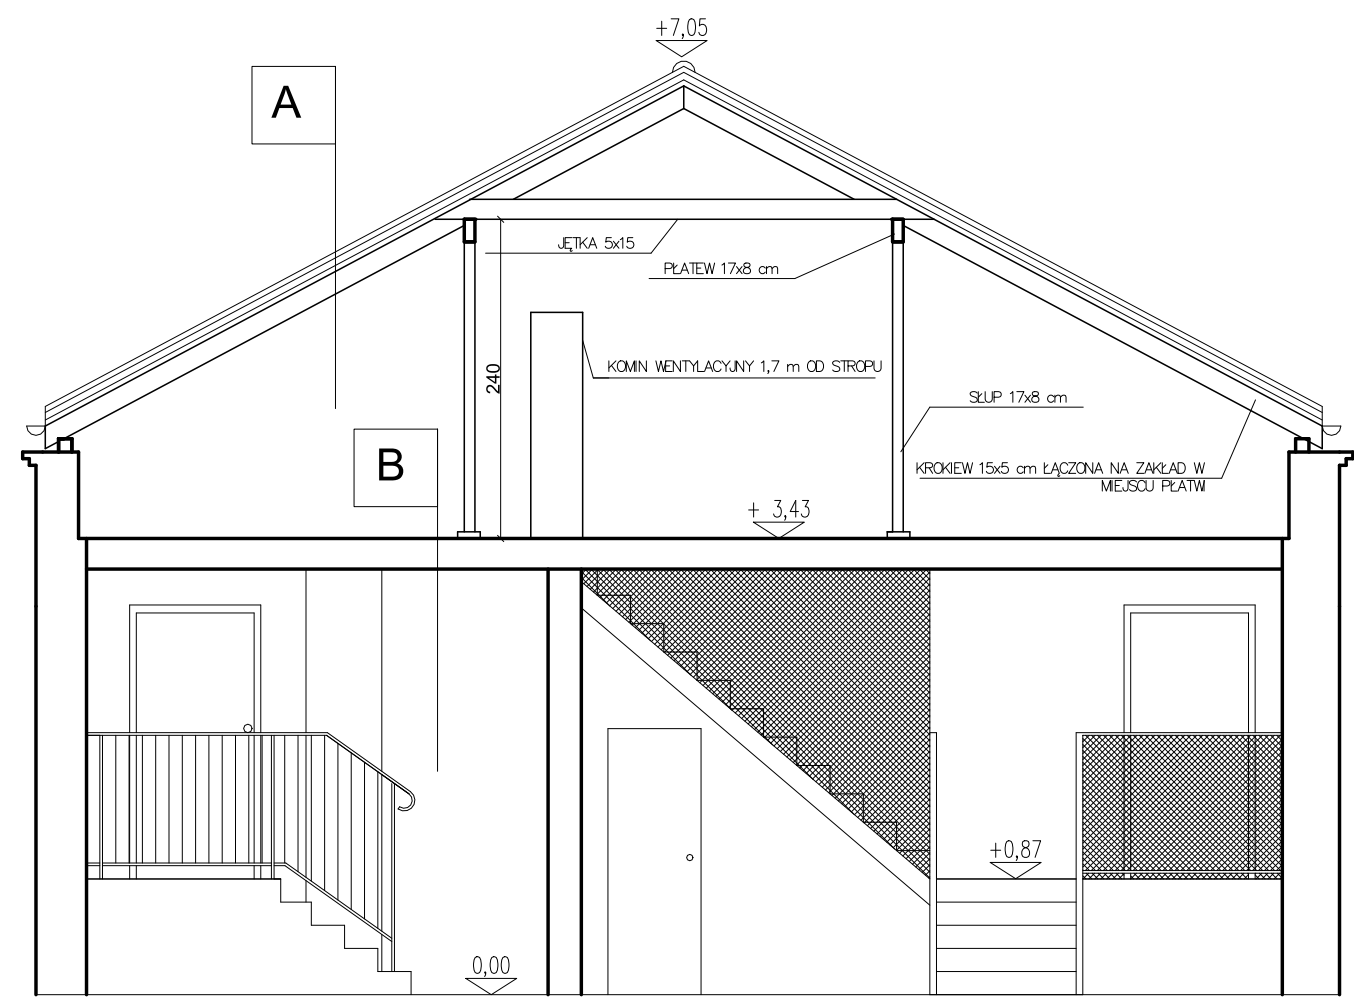 +7,05
A
JĘTKA 5x15
PŁATEW 17x8 cm
240
KOMIN WENTYLACYJNY 1,7 m OD STROPU
SŁUP 17x8 cm
B
KROKIEW 15x5 cm ŁĄCZONA NA ZAKŁAD W
MIEJSCU PŁATWI
+ 3,43
+0,87
0,00